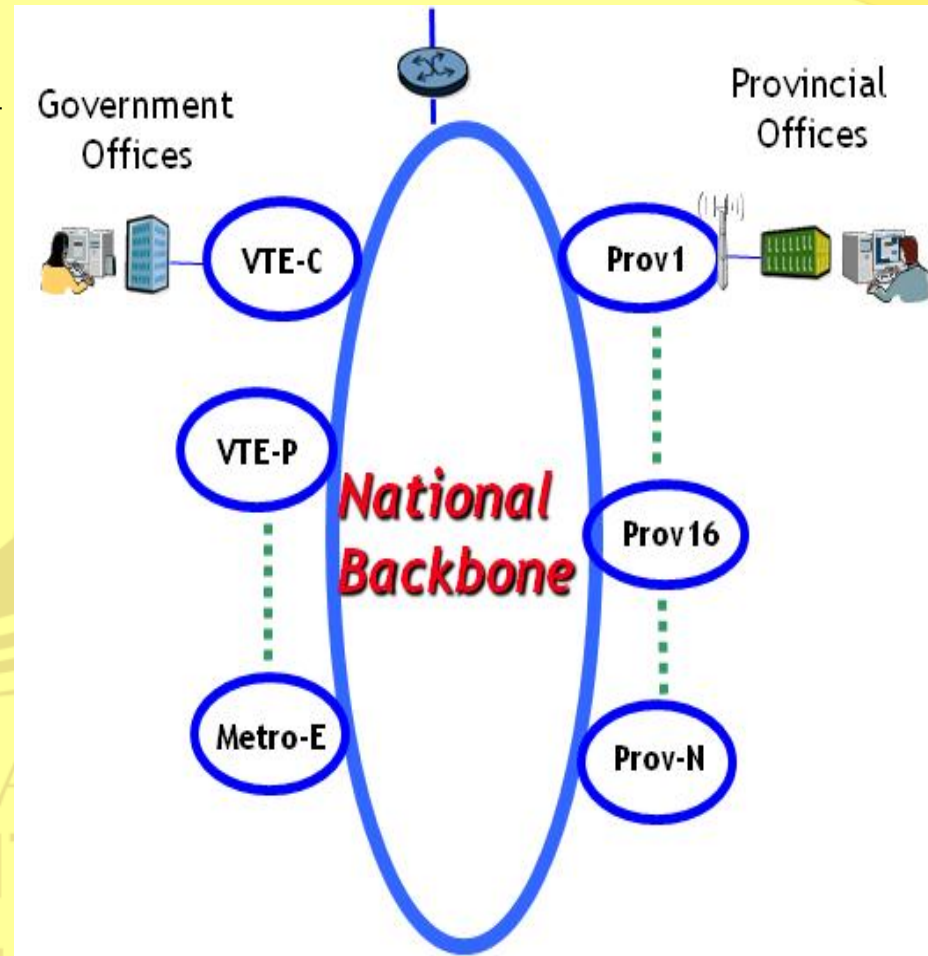 Government
Offices
Provincial
Offices
VTE-C
Prov1
VTE-P
National
Backbone
Prov16
Metro-E
Prov-N